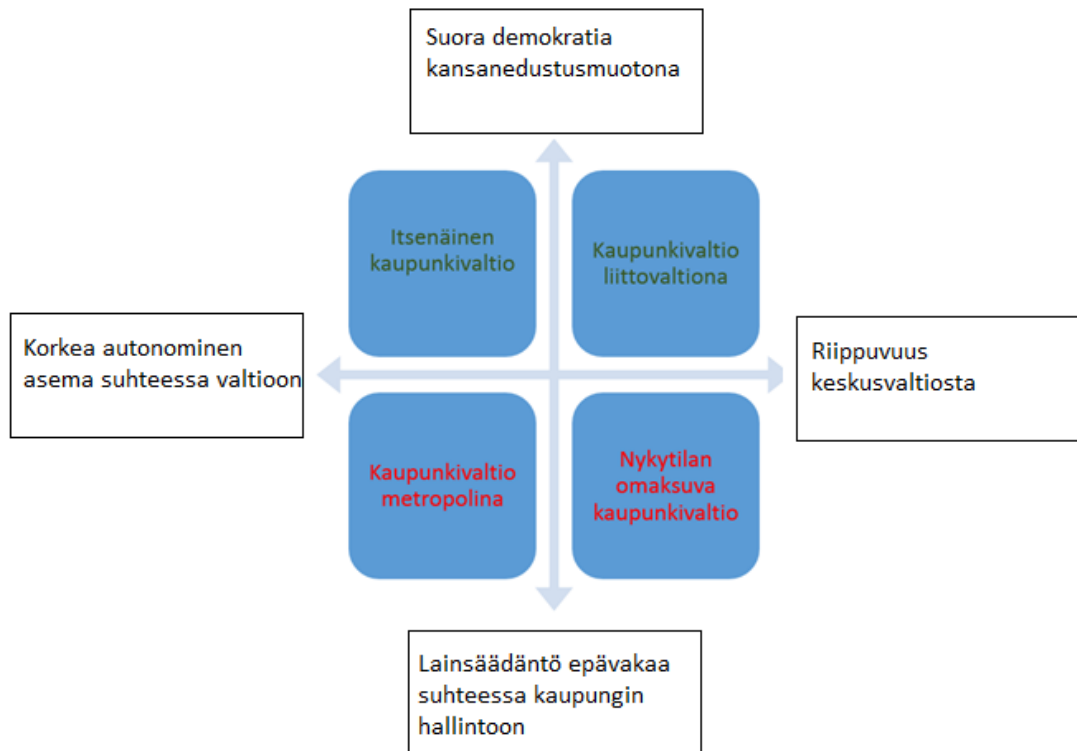 Suora demokratia
kansanedustusmuotona
Itsenäinen
kaupunkivaltio
Kaupunkivaltio
liittovaltiona
Korkea autonominen
asema suhteessa valtioon
Riippuvuus
keskusvaltiosta
Kaupunkivaltio
metropolina
Nykytilan
omaksuva
kaupunkivaltio
Lainsäädäntö epävakaa
suhteessa kaupungin
hallintoon